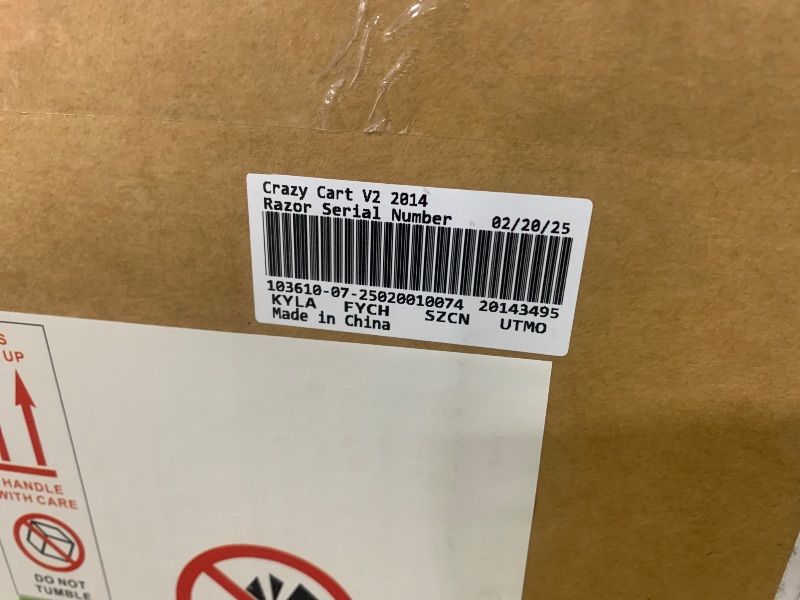 Crazy Cart V2 2014
Razor Serial Number 02/20/25
103610-07-25020010074 20143495
KYLA FYCH SZCN UTMO
Made in China
UP
HANDLE
WITH CARE
DO NOT
TUMBLE